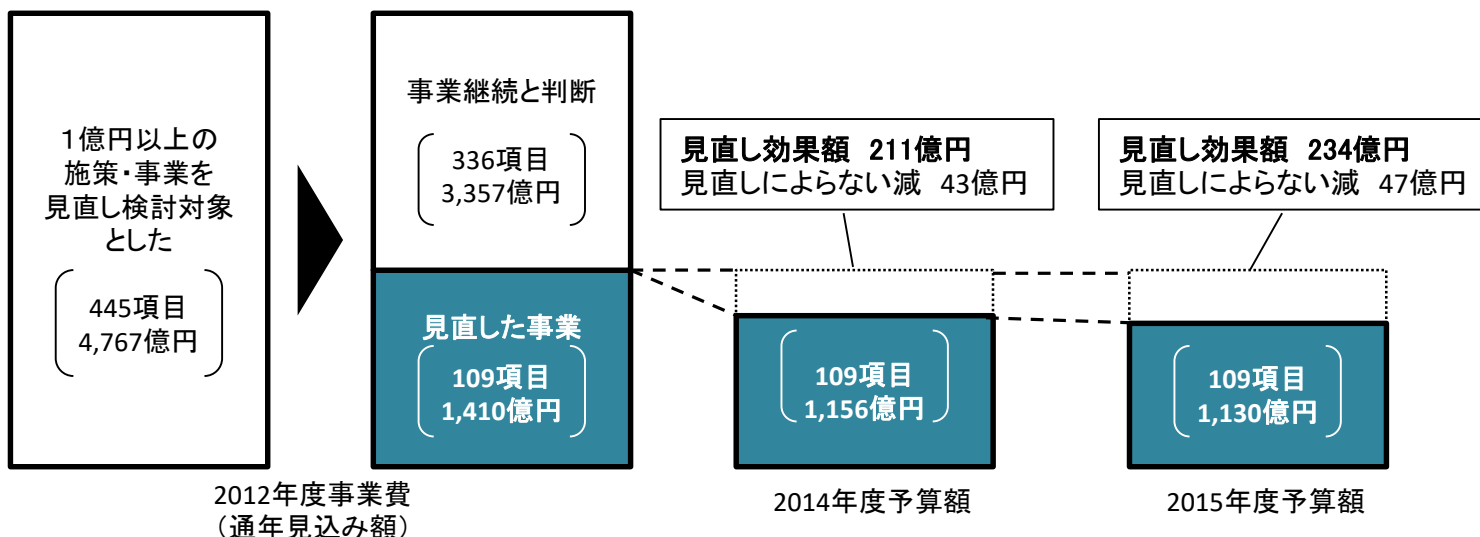 １億円以上の
施策・事業を
見直し検討対象
とした
445項目
4,767億円
事業継続と判断
336項目
3,357億円
見直した事業
109項目
1,410億円
2012年度事業費
（通年見込み額）
見直し効果額 211億円
見直しによらない減 43億円
109項目
1,156億円
2014年度予算額
見直し効果額 234億円
見直しによらない減 47億円
109項目
1,130億円
2015年度予算額